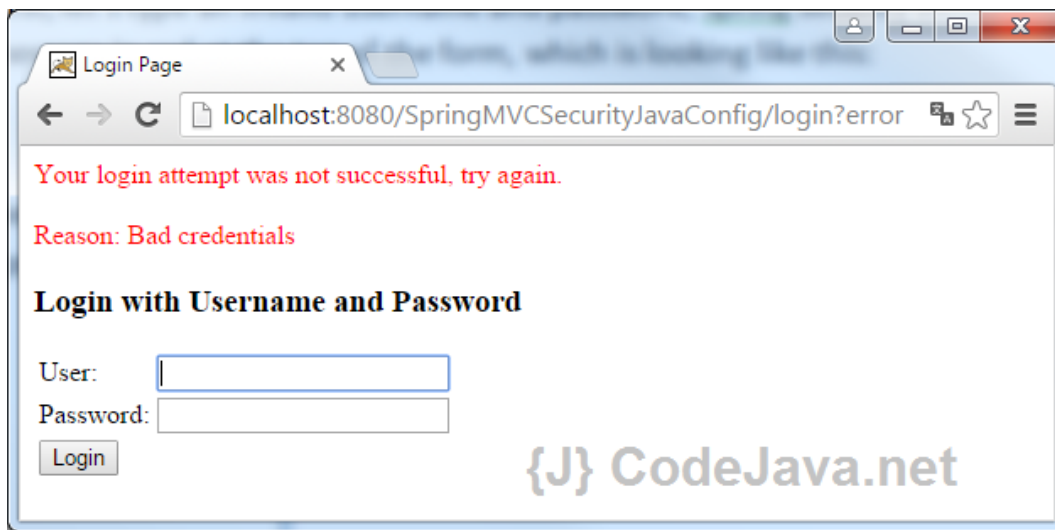 Login Page
localhost:8080/SpringMVCSecurityJavaConfig/login?error
Your login attempt was not successful, try again.
Reason: Bad credentials
Login with Username and Password
User:
Password:
Login
{J} CodeJava.net